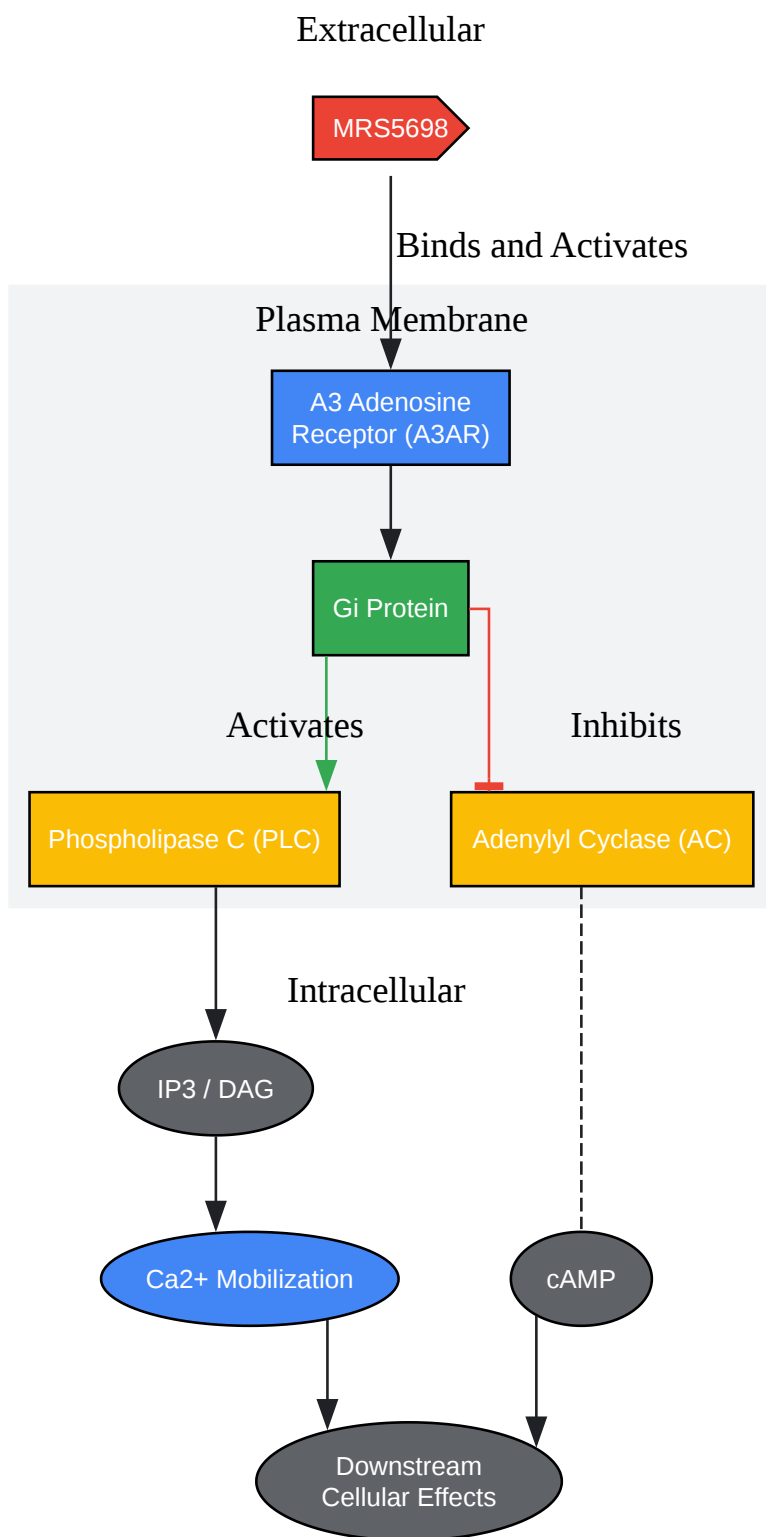 Extracellular
MRS5698
Binds and Activates
Plasma Membrane
A3 Adenosine
Receptor (A3AR)
Gi Protein
Activates
Inhibits
Phospholipase C (PLC)
Adenylyl Cyclase (AC)
Intracellular
IP3 / DAG
Ca2+ Mobilization
cAMP
Downstream
Cellular Effects